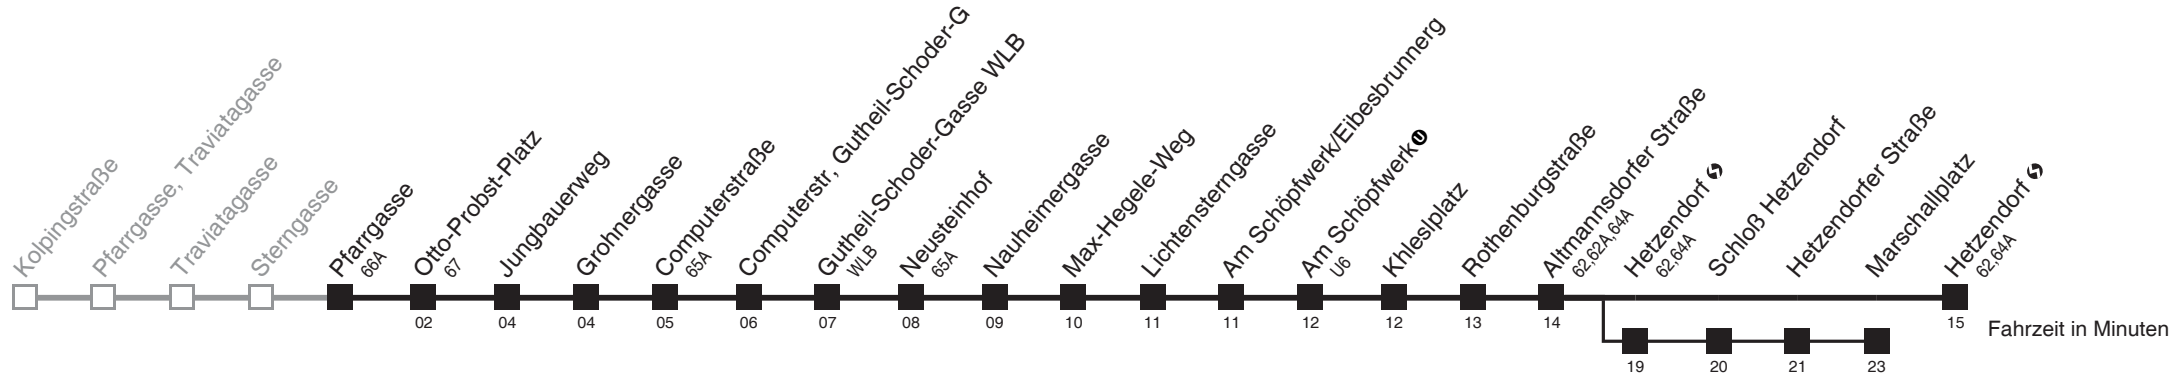 Kolpingstraße
Pfarrgasse, Traviatagasse
Traviatagasse
Sterngasse
Pfarrgasse
66A
Otto-Probst-Platz
67
Jungbauerweg
Grohnergasse
Computerstraße
65A
Computerstr, Gutheil-Schoder-G
Gutheil-Schoder-Gasse WLB
WLB
Neusteinhof
65A
Nauheimergasse
Max-Hegele-Weg
Lichtensterngasse
Am Schöpfwerk/Eibesbrunnerg
Am Schöpfwerk U
U6
Khleslplatz
Rothenburgstraße
Altmannsdorfer Straße
62,62A,64A
Hetzendorf S
62,64A
Schloß Hetzendorf
Hetzendorfer Straße
Marschallplatz
Hetzendorf S
62,64A
02 04 04 05 06 07 08 09 10 11 11 12 12 13 14 15
Fahrzeit in Minuten
19 20 21 23